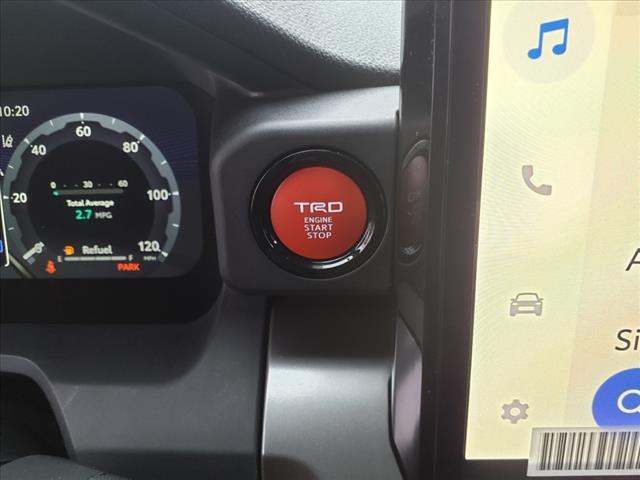 10:20
60
40
80
20
100
120
MPH
0 30 60
Total Average
2.7 MPG
Refuel
E F
PARK
TRD
ENGINE
START
STOP
A
Si